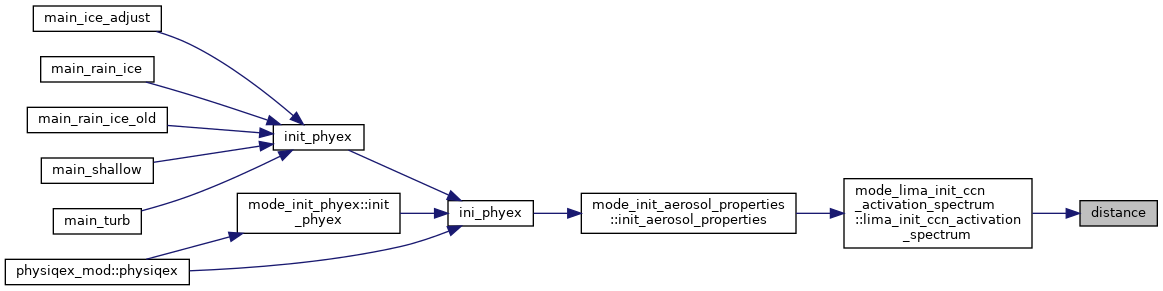 main_ice_adjust
main_rain_ice
main_rain_ice_old
main_shallow
main_turb
physiqex_mod::physiqex
init_phyex
mode_init_phyex::init
_phyex
ini_phyex
mode_init_aerosol_properties
::init_aerosol_properties
mode_lima_init_ccn
_activation_spectrum
::lima_init_ccn_activation
_spectrum
distance